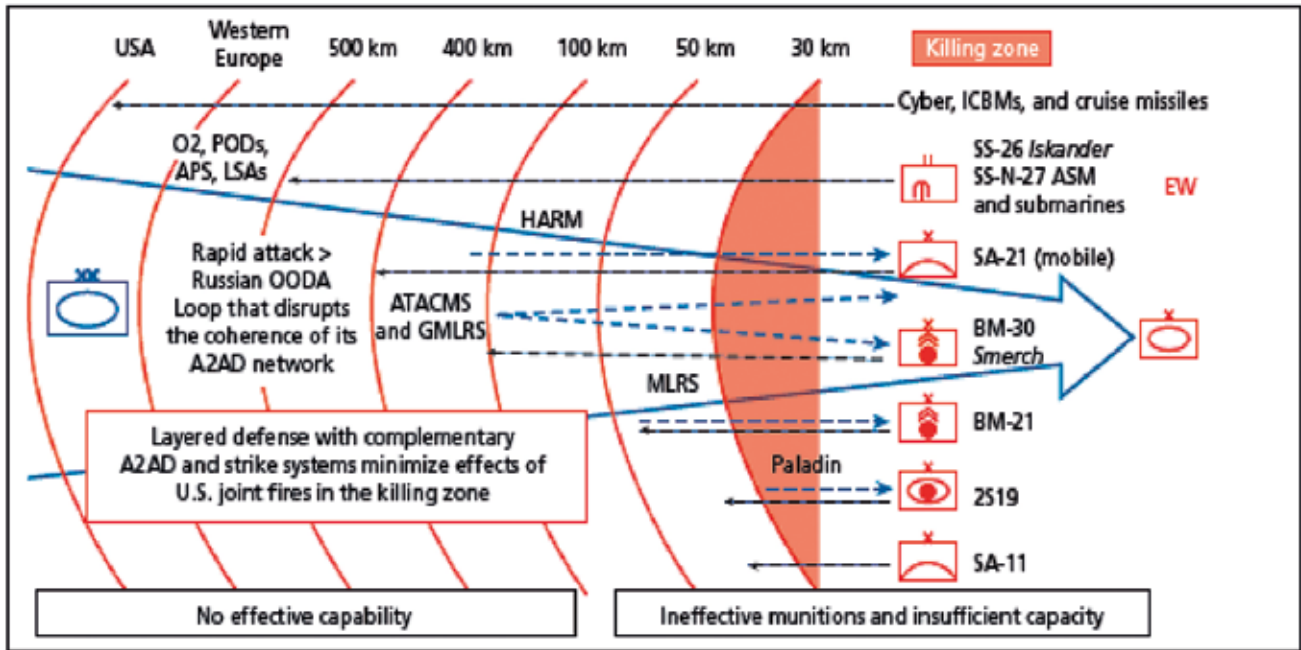 USA
Western
Europe
500 km
400 km
100 km
50 km
30 km
Killing zone
Cyber, ICBMs, and cruise missiles
O2, PODs,
APS, LSAs
SS-26 Iskander
SS-N-27 ASM
and submarines
EW
HARM
Rapid attack >
Russian OODA
Loop that disrupts
the coherence of its
A2AD network
SA-21 (mobile)
ATACMS
and GMLRS
BM-30
Smerch
MLRS
BM-21
Layered defense with complementary
A2AD and strike systems minimize effects of
U.S. joint fires in the killing zone
Paladin
2S19
SA-11
No effective capability
Ineffective munitions and insufficient capacity